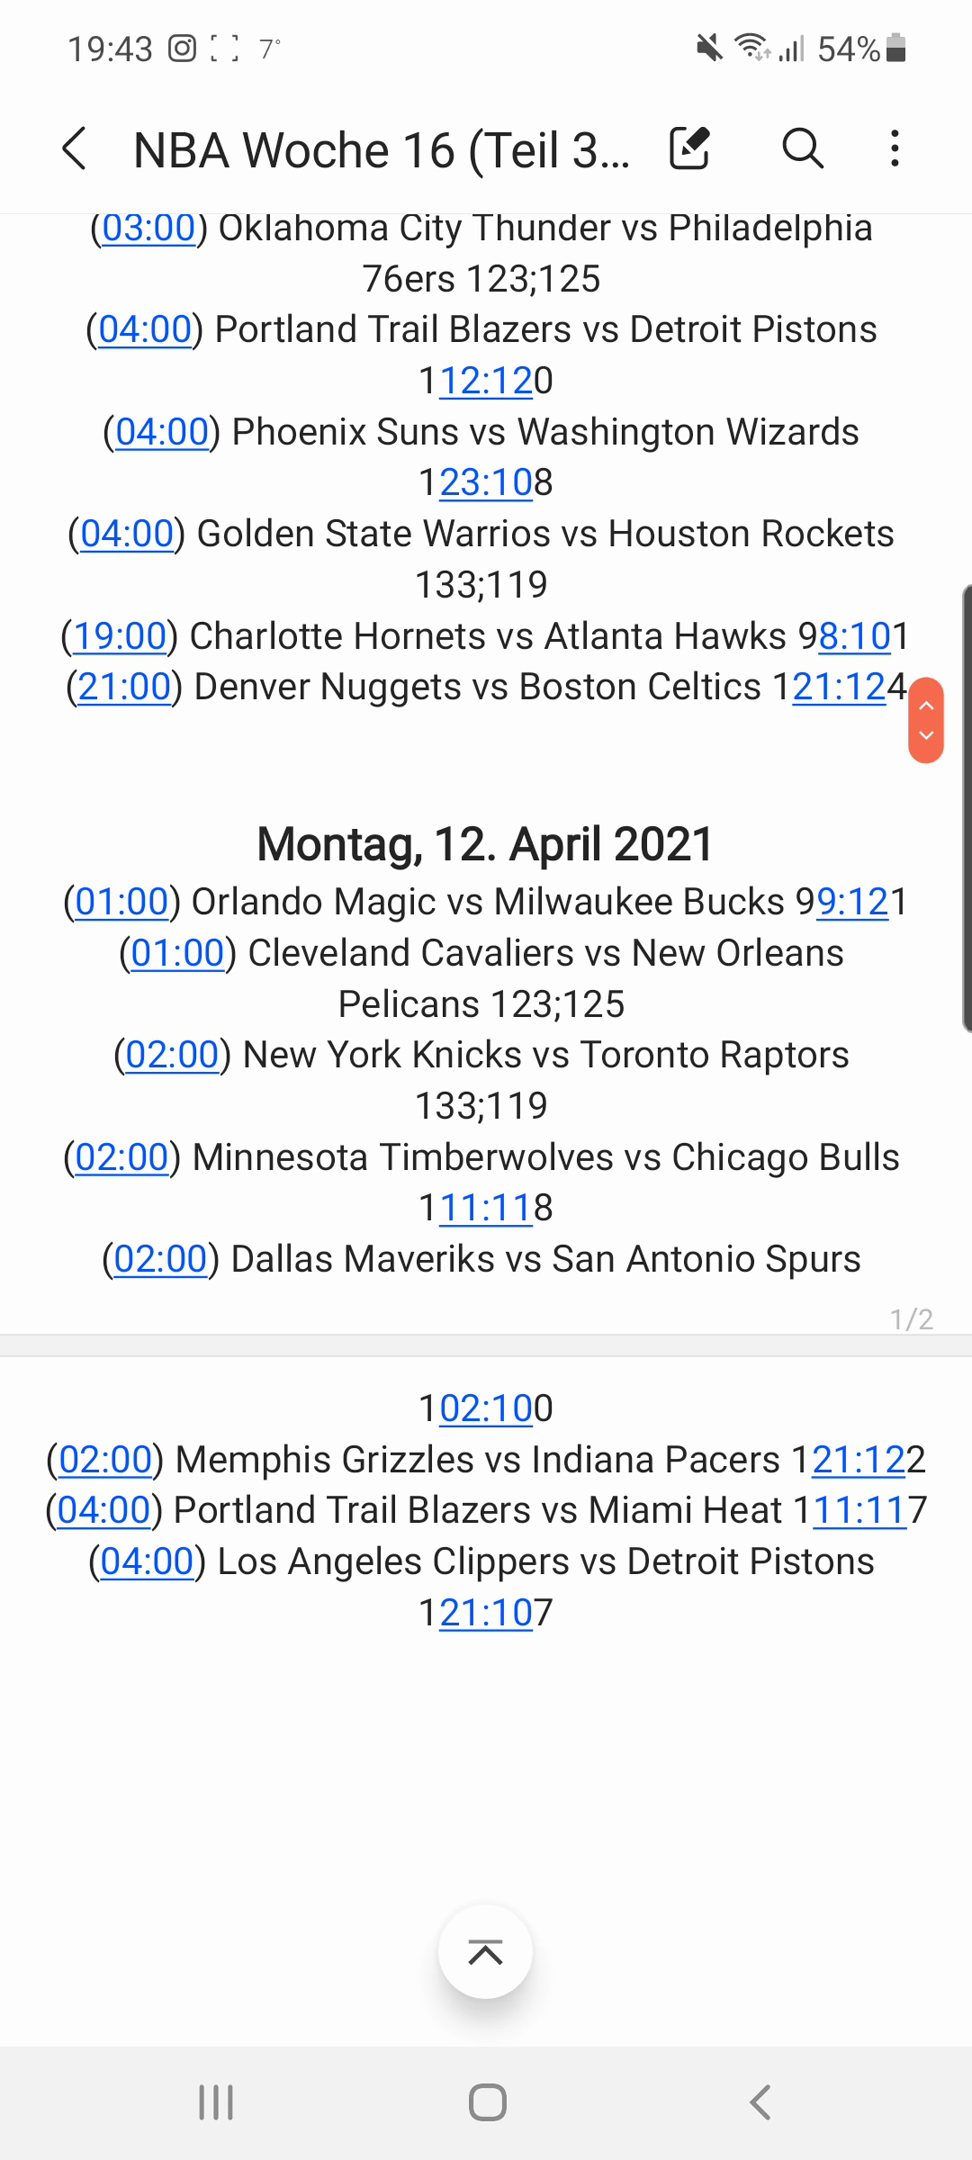 19:43 7°
54%
NBA Woche 16 (Teil 3...
(03:00) Oklahoma City Thunder vs Philadelphia
76ers 123;125
(04:00) Portland Trail Blazers vs Detroit Pistons
112:120
(04:00) Phoenix Suns vs Washington Wizards
123:108
(04:00) Golden State Warrios vs Houston Rockets
133;119
(19:00) Charlotte Hornets vs Atlanta Hawks 98:101
(21:00) Denver Nuggets vs Boston Celtics 121:124
Montag, 12. April 2021
(01:00) Orlando Magic vs Milwaukee Bucks 99:121
(01:00) Cleveland Cavaliers vs New Orleans
Pelicans 123;125
(02:00) New York Knicks vs Toronto Raptors
133;119
(02:00) Minnesota Timberwolves vs Chicago Bulls
111:118
(02:00) Dallas Maveriks vs San Antonio Spurs
1/2
102:100
(02:00) Memphis Grizzles vs Indiana Pacers 121:122
(04:00) Portland Trail Blazers vs Miami Heat 111:117
(04:00) Los Angeles Clippers vs Detroit Pistons
121:107